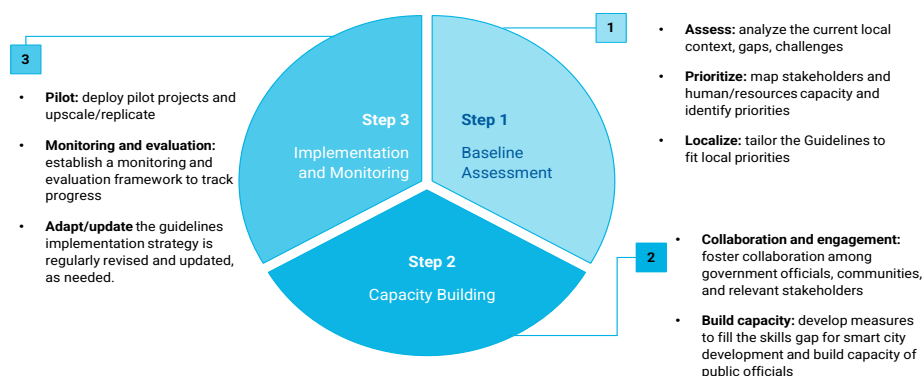 1
• Assess: analyze the current local
context, gaps, challenges
• Prioritize: map stakeholders and
human/resources capacity and
identify priorities
• Localize: tailor the Guidelines to
fit local priorities
Step 1
Baseline
Assessment
2
• Collaboration and engagement:
foster collaboration among
government officials, communities,
and relevant stakeholders
• Build capacity: develop measures
to fill the skills gap for smart city
development and build capacity of
public officials
Step 2
Capacity Building
3
• Pilot: deploy pilot projects and
upscale/replicate
• Monitoring and evaluation:
establish a monitoring and
evaluation framework to track
progress
• Adapt/update the guidelines
implementation strategy is
regularly revised and updated,
as needed.
Step 3
Implementation
and Monitoring